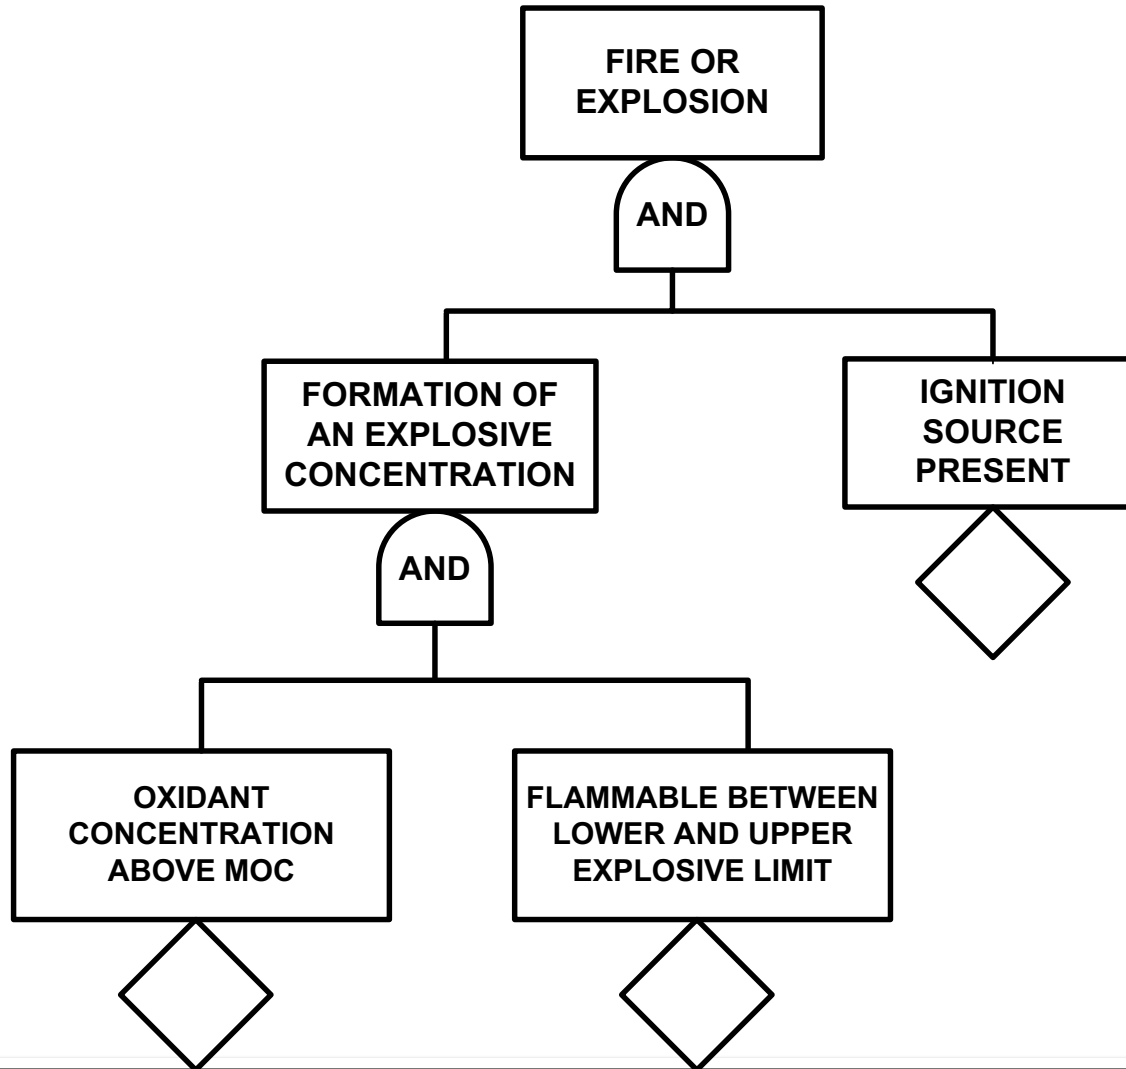 FIRE OR
EXPLOSION
AND
FORMATION OF
AN EXPLOSIVE
CONCENTRATION
IGNITION
SOURCE
PRESENT
AND
OXIDANT
CONCENTRATION
ABOVE MOC
FLAMMABLE BETWEEN
LOWER AND UPPER
EXPLOSIVE LIMIT